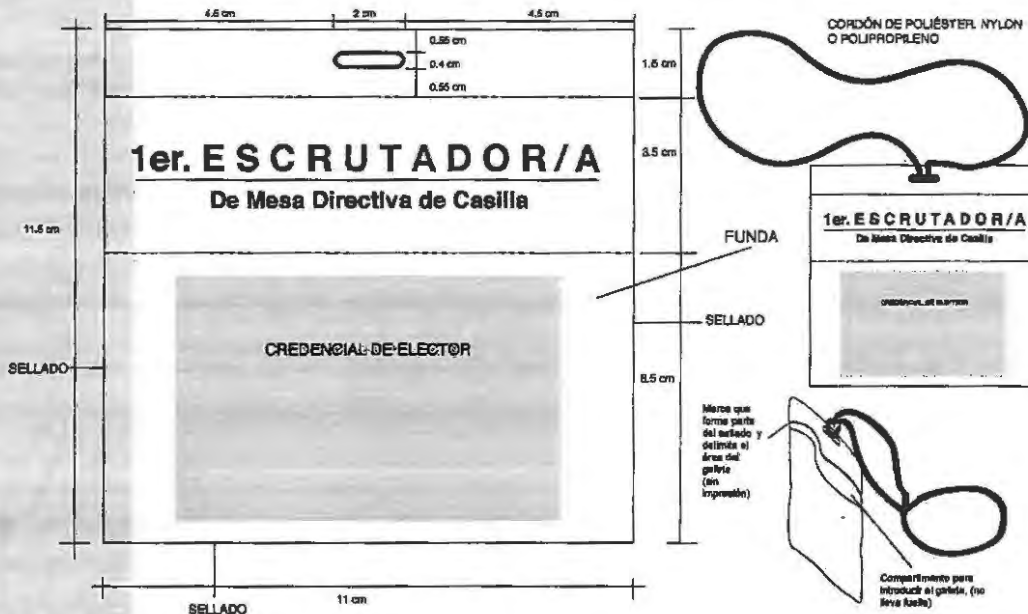 4.5 cm
2 cm
4.5 cm
0.55 cm
0.4 cm
0.55 cm
1er. ESCRUTADOR/A
De Mesa Directiva de Casilla
11.5 cm
1.5 cm
3.5 cm
6.5 cm
FUNDA
SELLADO
SELLADO
CREDENCIAL DE ELECTOR
11 cm
SELLADO
CORDÓN DE POLIÉSTER, NYLON
O POLIPROPILENO
1er. ESCRUTADOR/A
De Mesa Directiva de Casilla
CREDENCIAL DE ELECTOR
Marca que
forma parte
del sellado y
delimita el
área del
gafete
(sin
impresión)
Compartimento para
introducir el gafete, (no
lleva fuelle)